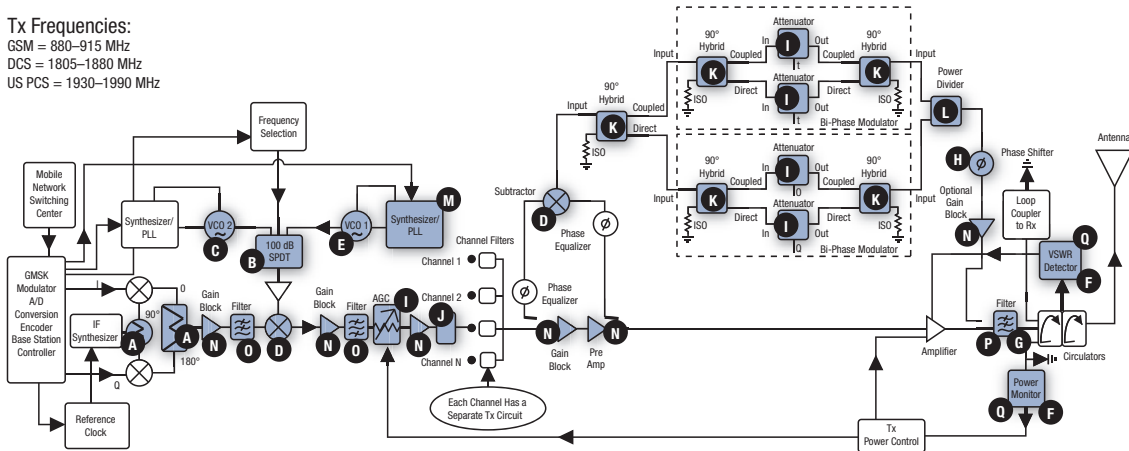 Tx Frequencies:
GSM = 880–915 MHz
DCS = 1805–1880 MHz
US PCS = 1930–1990 MHz
Frequency
Selection
Mobile
Network
Switching
Center
Synthesizer/
PLL
VCO 2
C
100 dB
SPDT
B
VCO 1
E
Synthesizer/
PLL
M
GMSK
Modulator
A/D
Conversion
Encoder
Base Station
Controller
I
Q
IF
Synthesizer
90°
A
0
180°
A
Reference
Clock
Gain
Block
N
Filter
O
D
Gain
Block
N
Filter
O
AGC
I
N
J
Channel Filters
Channel 1
Channel 2
Channel N
Each Channel Has a
Separate Tx Circuit
Subtractor
D
Phase
Equalizer
ø
Phase
Equalizer
ø
N
Gain
Block
Pre
Amp
N
Input
90°
Hybrid
K
Coupled
Direct
ISO
Input
90°
Hybrid
K
Coupled
Direct
ISO
Attenuator
In
I
Out
t
In
I
Out
t
Coupled
Direct
90°
Hybrid
K
ISO
Input
Bi-Phase Modulator
Input
90°
Hybrid
K
Coupled
Direct
ISO
Attenuator
In
I
Out
Q
In
I
Out
Q
Coupled
Direct
90°
Hybrid
K
ISO
Input
Bi-Phase Modulator
Power
Divider
L
H
ø
Optional
Gain
Block
N
Phase Shifter
Loop
Coupler
to Rx
Antenna
VSWR
Detector
Q
F
Amplifier
Filter
P
G
Circulators
Power
Monitor
Q
F
Tx
Power Control